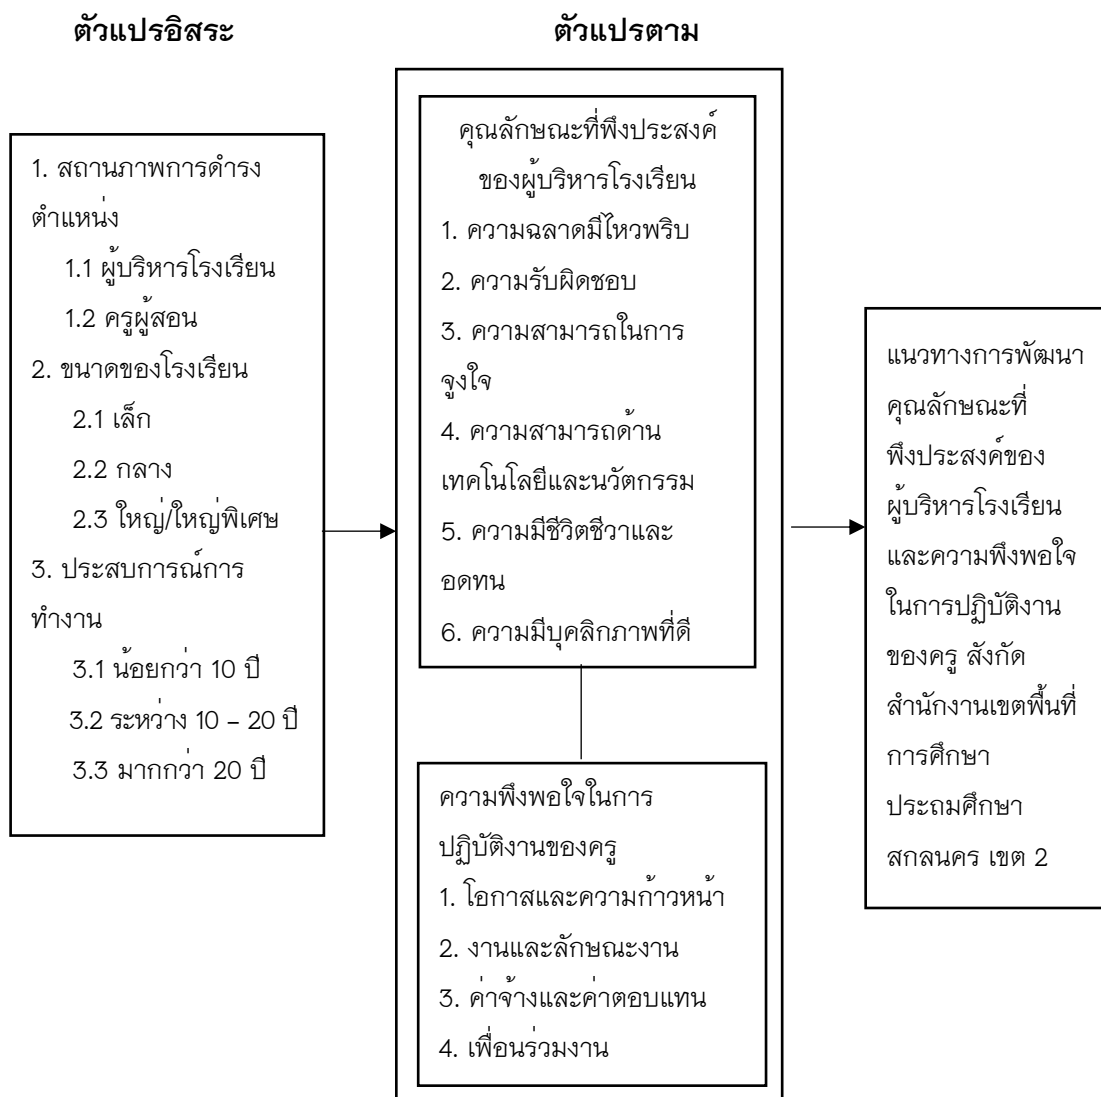 ตัวแปรอิสระ
ตัวแปรตาม
1. สถานภาพการดำรง
ตำแหน่ง
1.1 ผู้บริหารโรงเรียน
1.2 ครูผู้สอน
2. ขนาดของโรงเรียน
2.1 เล็ก
2.2 กลาง
2.3 ใหญ่/ใหญ่พิเศษ
3. ประสบการณ์การ
ทำงาน
3.1 น้อยกว่า 10 ปี
3.2 ระหว่าง 10 – 20 ปี
3.3 มากกว่า 20 ปี
คุณลักษณะที่พึงประสงค์
ของผู้บริหารโรงเรียน
1. ความฉลาดมีไหวพริบ
2. ความรับผิดชอบ
3. ความสามารถในการ
จูงใจ
4. ความสามารถด้าน
เทคโนโลยีและนวัตกรรม
5. ความมีชีวิตชีวาและ
อดทน
6. ความมีบุคลิกภาพที่ดี
ความพึงพอใจในการ
ปฏิบัติงานของครู
1. โอกาสและความก้าวหน้า
2. งานและลักษณะงาน
3. ค่าจ้างและค่าตอบแทน
4. เพื่อนร่วมงาน
แนวทางการพัฒนา
คุณลักษณะที่
พึงประสงค์ของ
ผู้บริหารโรงเรียน
และความพึงพอใจ
ในการปฏิบัติงาน
ของครู สังกัด
สำนักงานเขตพื้นที่
การศึกษา
ประถมศึกษา
สกลนคร เขต 2